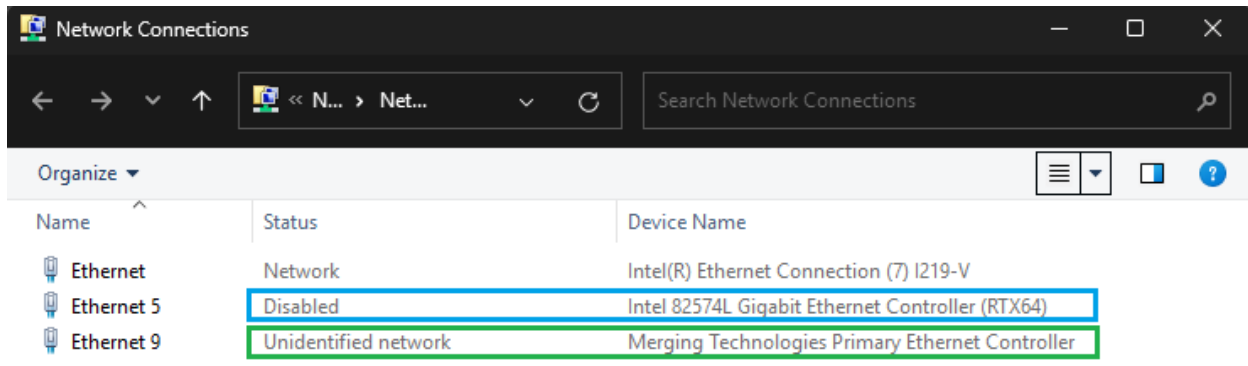 Network Connections
« N... › Net...
Search Network Connections
Organize
Name Status Device Name
Ethernet Network Intel(R) Ethernet Connection (7) I219-V
Ethernet 5 Disabled Intel 82574L Gigabit Ethernet Controller (RTX64)
Ethernet 9 Unidentified network Merging Technologies Primary Ethernet Controller